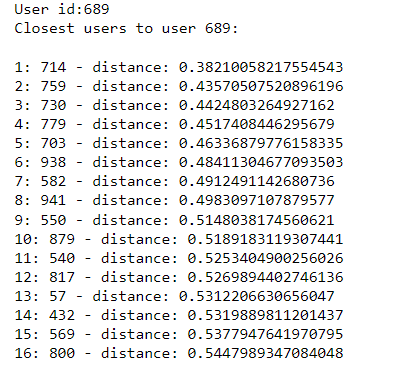 User id:689
Closest users to user 689:
1: 714 - distance: 0.38210058217554543
2: 759 - distance: 0.43570507520896196
3: 730 - distance: 0.4424803264927162
4: 779 - distance: 0.4517408446295679
5: 703 - distance: 0.46336879776158335
6: 938 - distance: 0.48411304677093503
7: 582 - distance: 0.4912491142680736
8: 941 - distance: 0.4983097107879577
9: 550 - distance: 0.5148038174560621
10: 879 - distance: 0.5189183119307441
11: 540 - distance: 0.5253404900256026
12: 817 - distance: 0.5269894402746136
13: 57 - distance: 0.5312206630656047
14: 432 - distance: 0.5319889811201437
15: 569 - distance: 0.5377947641970795
16: 800 - distance: 0.5447989347084048